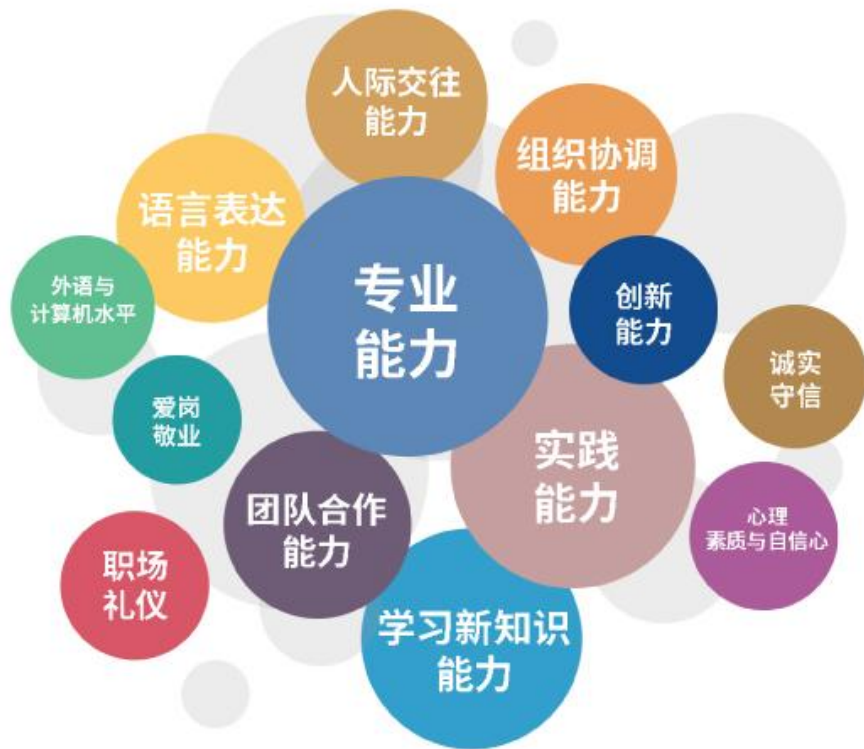 人际交往
能力
组织协调
能力
语言表达
能力
外语与
计算机水平
专业
能力
创新
能力
诚实
守信
爱岗
敬业
实践
能力
团队合作
能力
心理
素质与自信心
职场
礼仪
学习新知识
能力